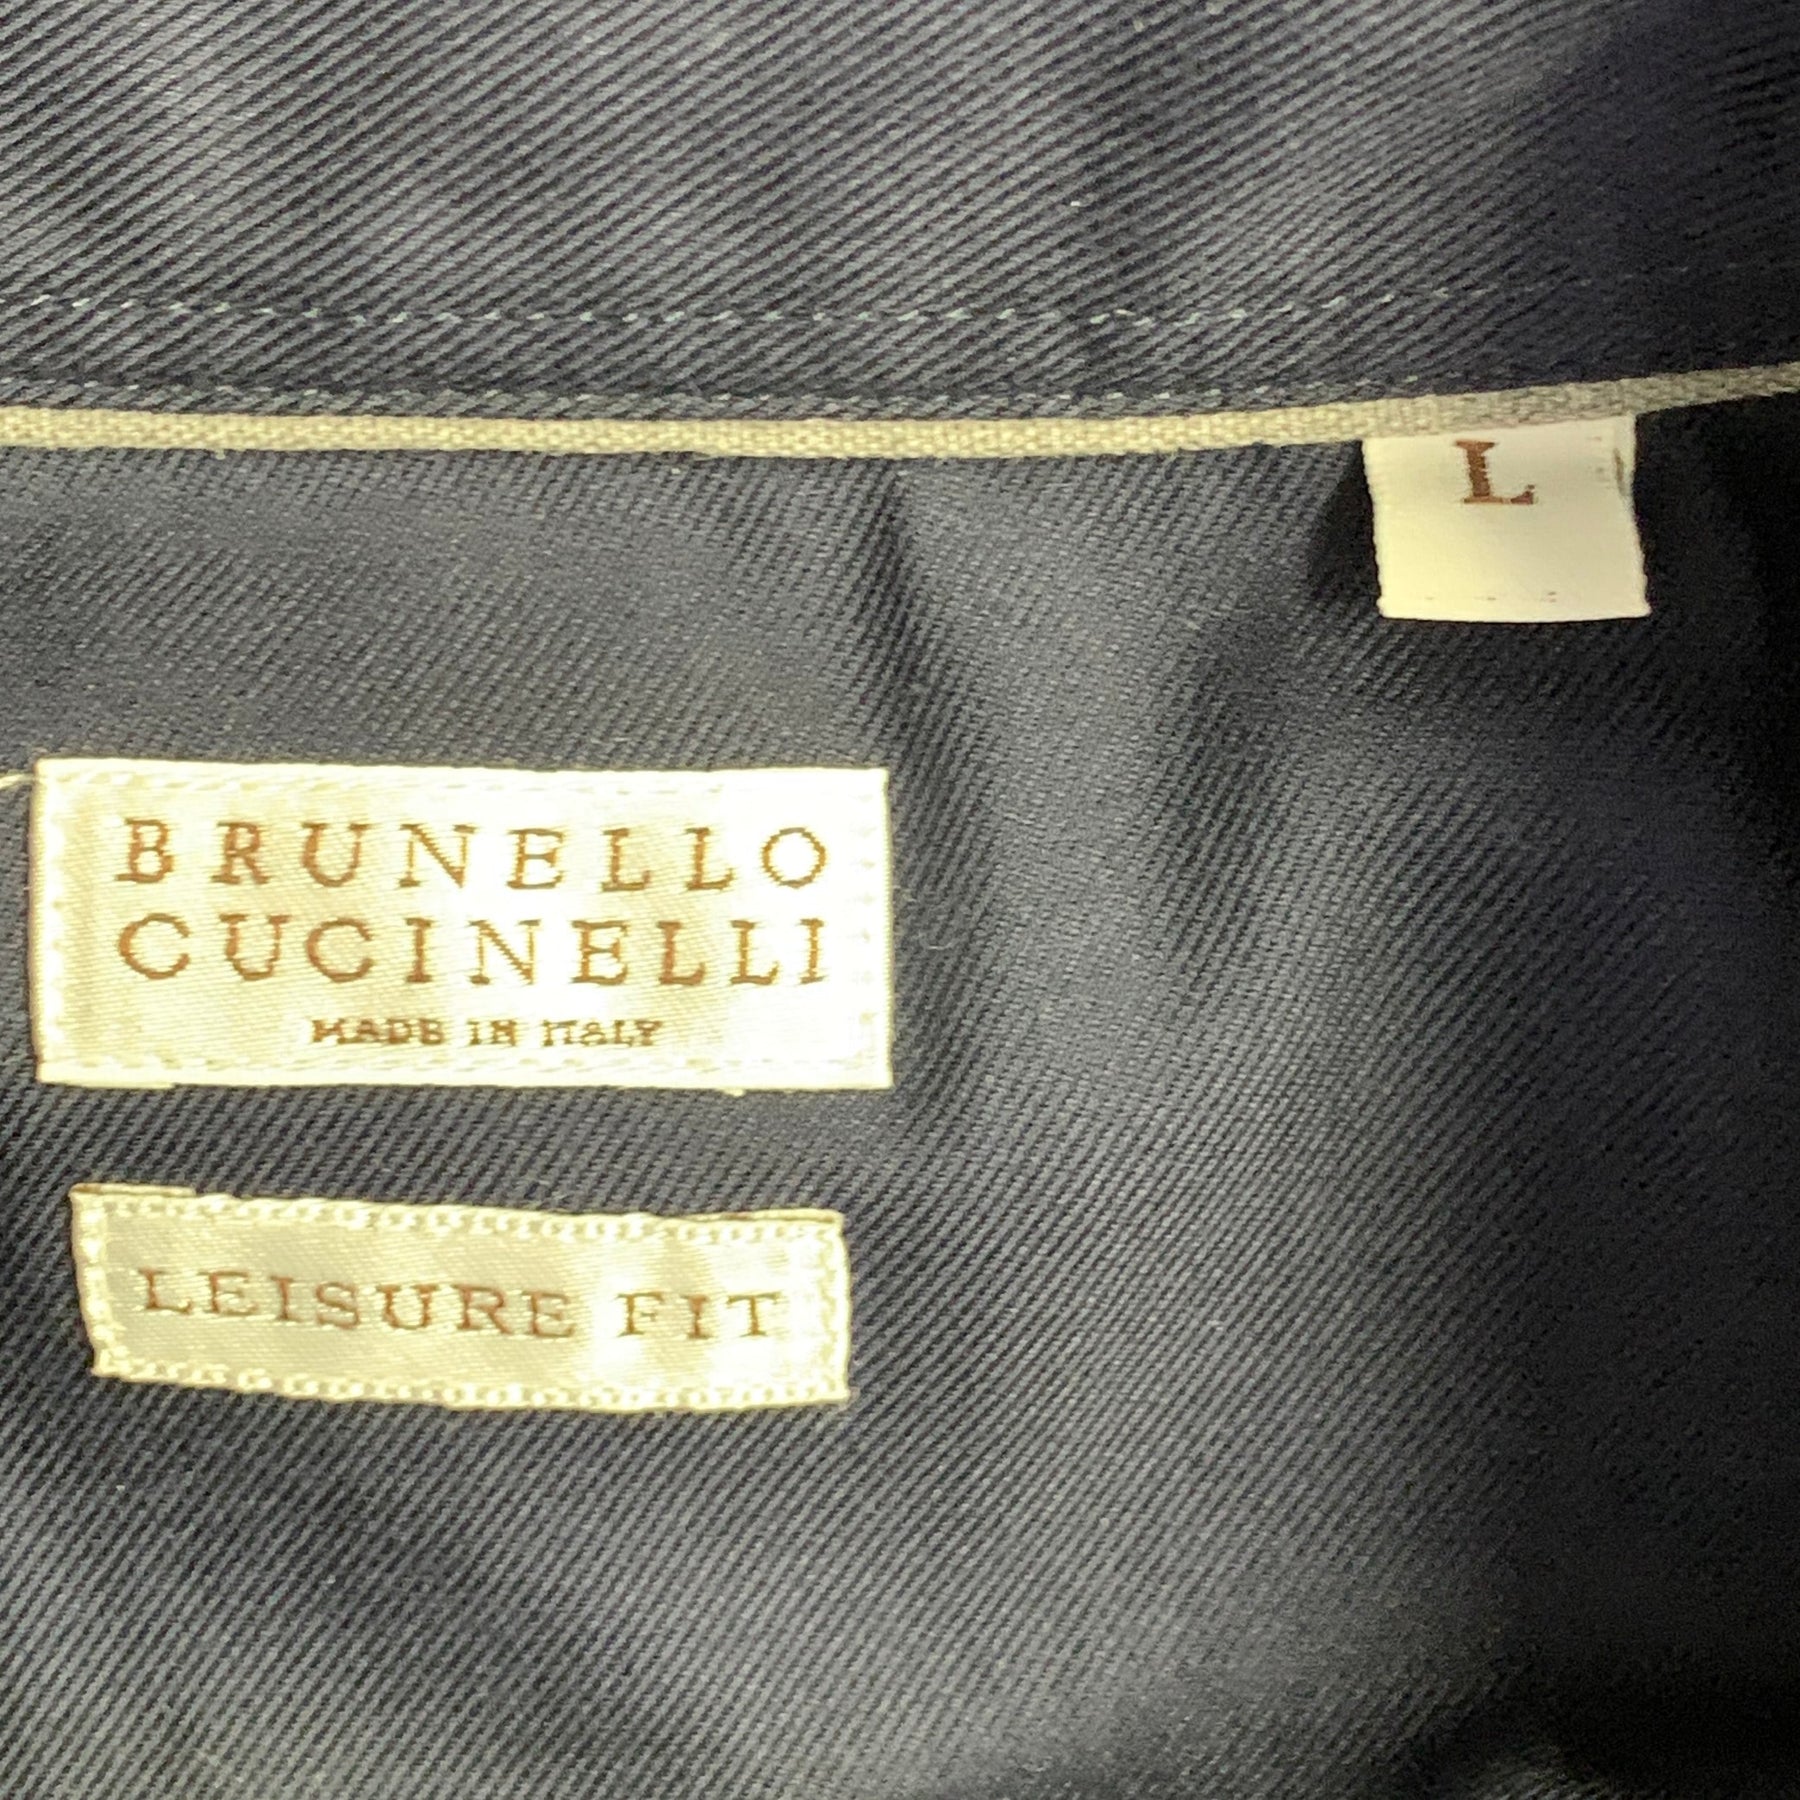 L
BRUNELLO
CUCINELLI
MADE IN ITALY
LEISURE FIT